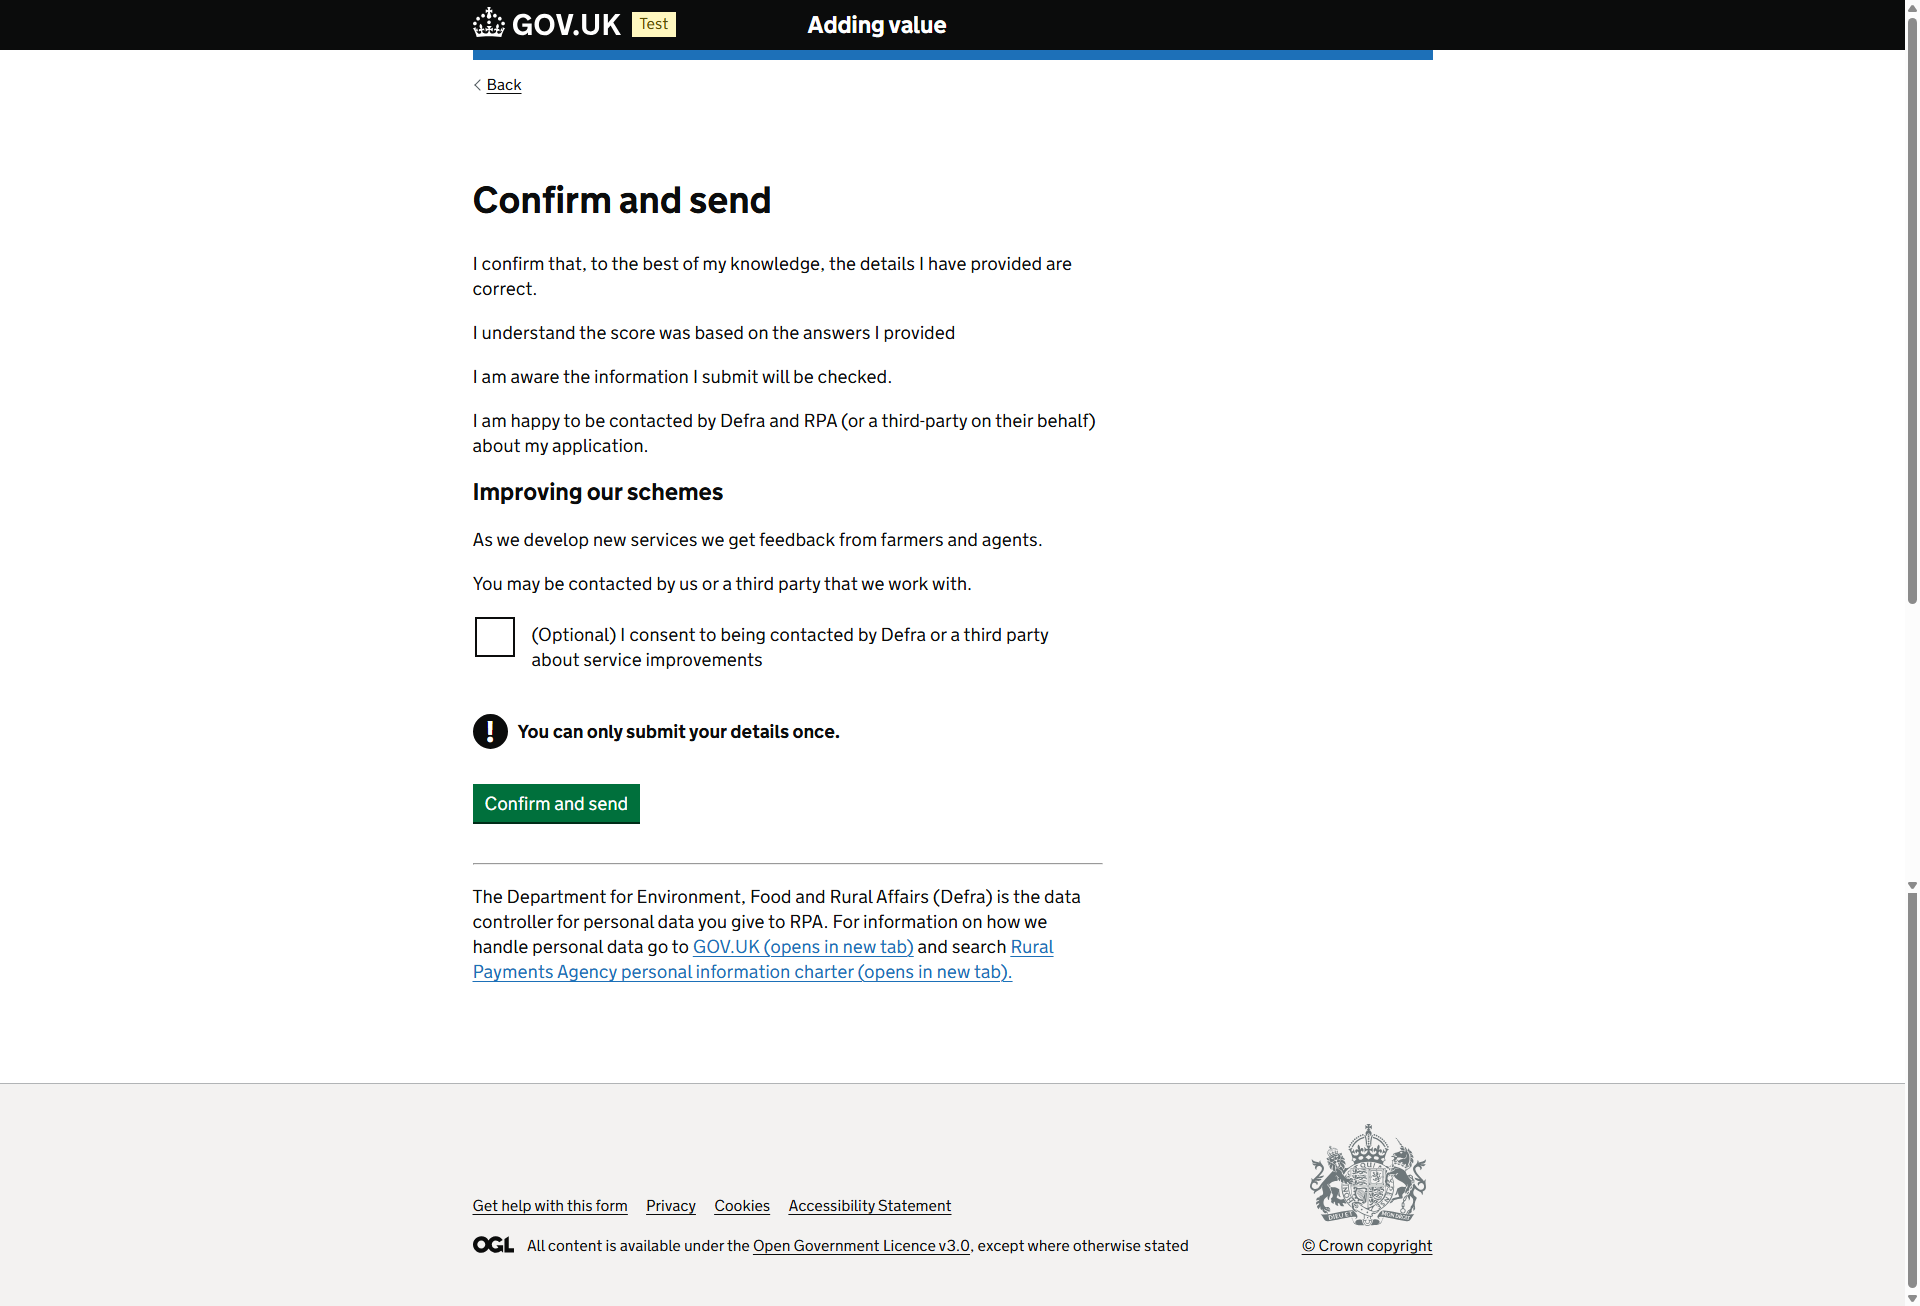 GOV.UK Test Adding value
Back
Confirm and send
I confirm that, to the best of my knowledge, the details I have provided are
correct.
I understand the score was based on the answers I provided
I am aware the information I submit will be checked.
I am happy to be contacted by Defra and RPA (or a third-party on their behalf)
about my application.
Improving our schemes
As we develop new services we get feedback from farmers and agents.
You may be contacted by us or a third party that we work with.
(Optional) I consent to being contacted by Defra or a third party
about service improvements
! You can only submit your details once.
Confirm and send
The Department for Environment, Food and Rural Affairs (Defra) is the data
controller for personal data you give to RPA. For information on how we
handle personal data go to GOV.UK (opens in new tab) and search Rural
Payments Agency personal information charter (opens in new tab).
Get help with this form Privacy Cookies Accessibility Statement
OGL All content is available under the Open Government Licence v3.0, except where otherwise stated
© Crown copyright